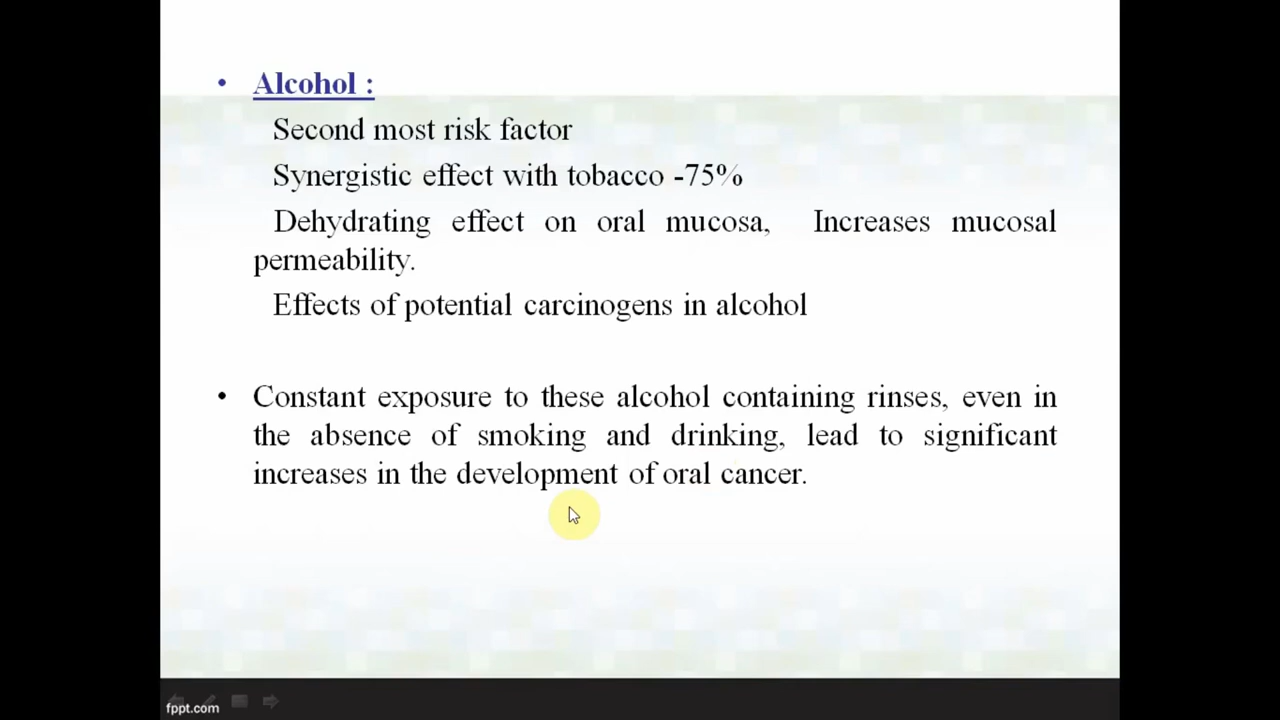 • Alcohol :
Second most risk factor
Synergistic effect with tobacco -75%
Dehydrating effect on oral mucosa, Increases mucosal
permeability.
Effects of potential carcinogens in alcohol
• Constant exposure to these alcohol containing rinses, even in
the absence of smoking and drinking, lead to significant
increases in the development of oral cancer.
fppt.com